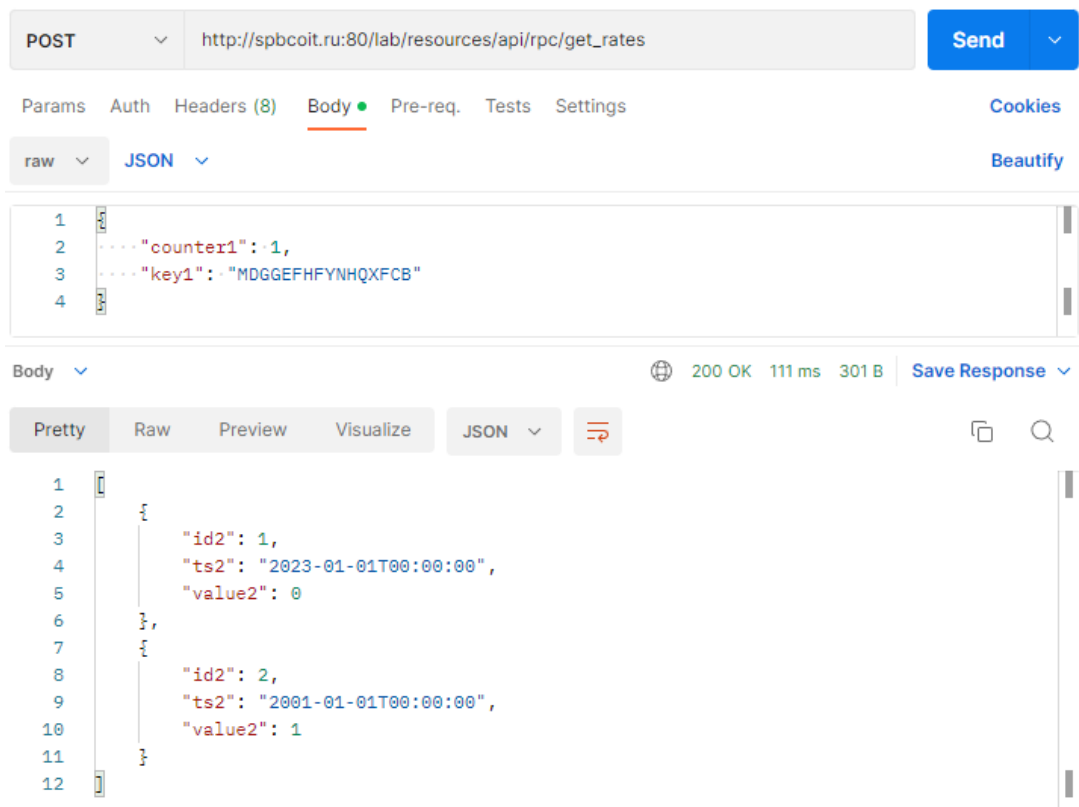 POST http://spbcoit.ru:80/lab/resources/api/rpc/get_rates Send
Params Auth Headers (8) Body Pre-req. Tests Settings Cookies
raw JSON Beautify
1 {
2 "counter1": 1,
3 "key1": "MDGGEFHFYNHQXFCB"
4 }
Body 200 OK 111 ms 301 B Save Response
Pretty Raw Preview Visualize JSON
1 [
2 {
3 "id2": 1,
4 "ts2": "2023-01-01T00:00:00",
5 "value2": 0
6 },
7 {
8 "id2": 2,
9 "ts2": "2001-01-01T00:00:00",
10 "value2": 1
11 }
12 ]